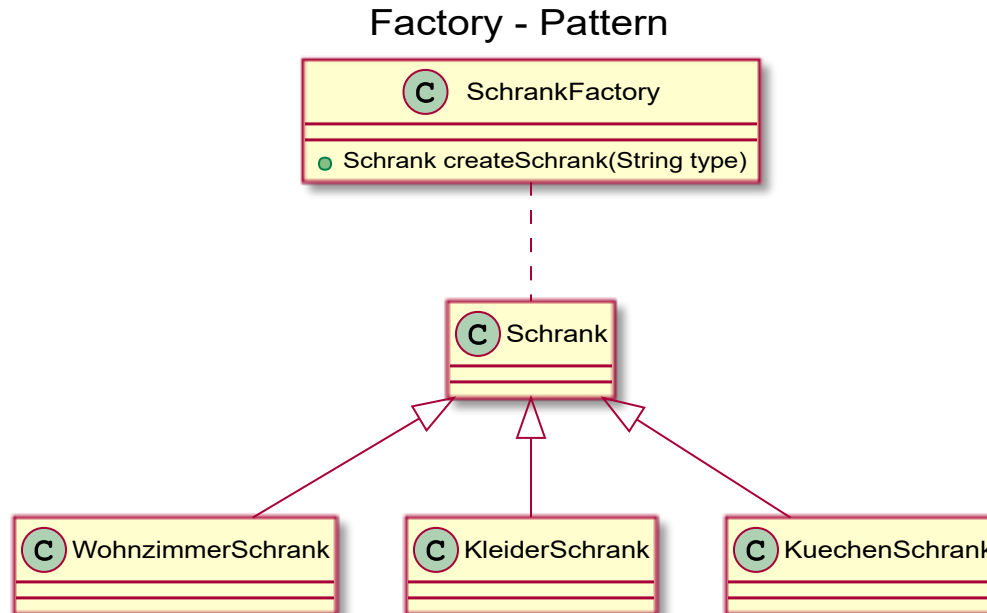 Factory - Pattern
C SchrankFactory
Schrank createSchrank(String type)
C Schrank
C WohnzimmerSchrank
C KleiderSchrank
C KuechenSchrank